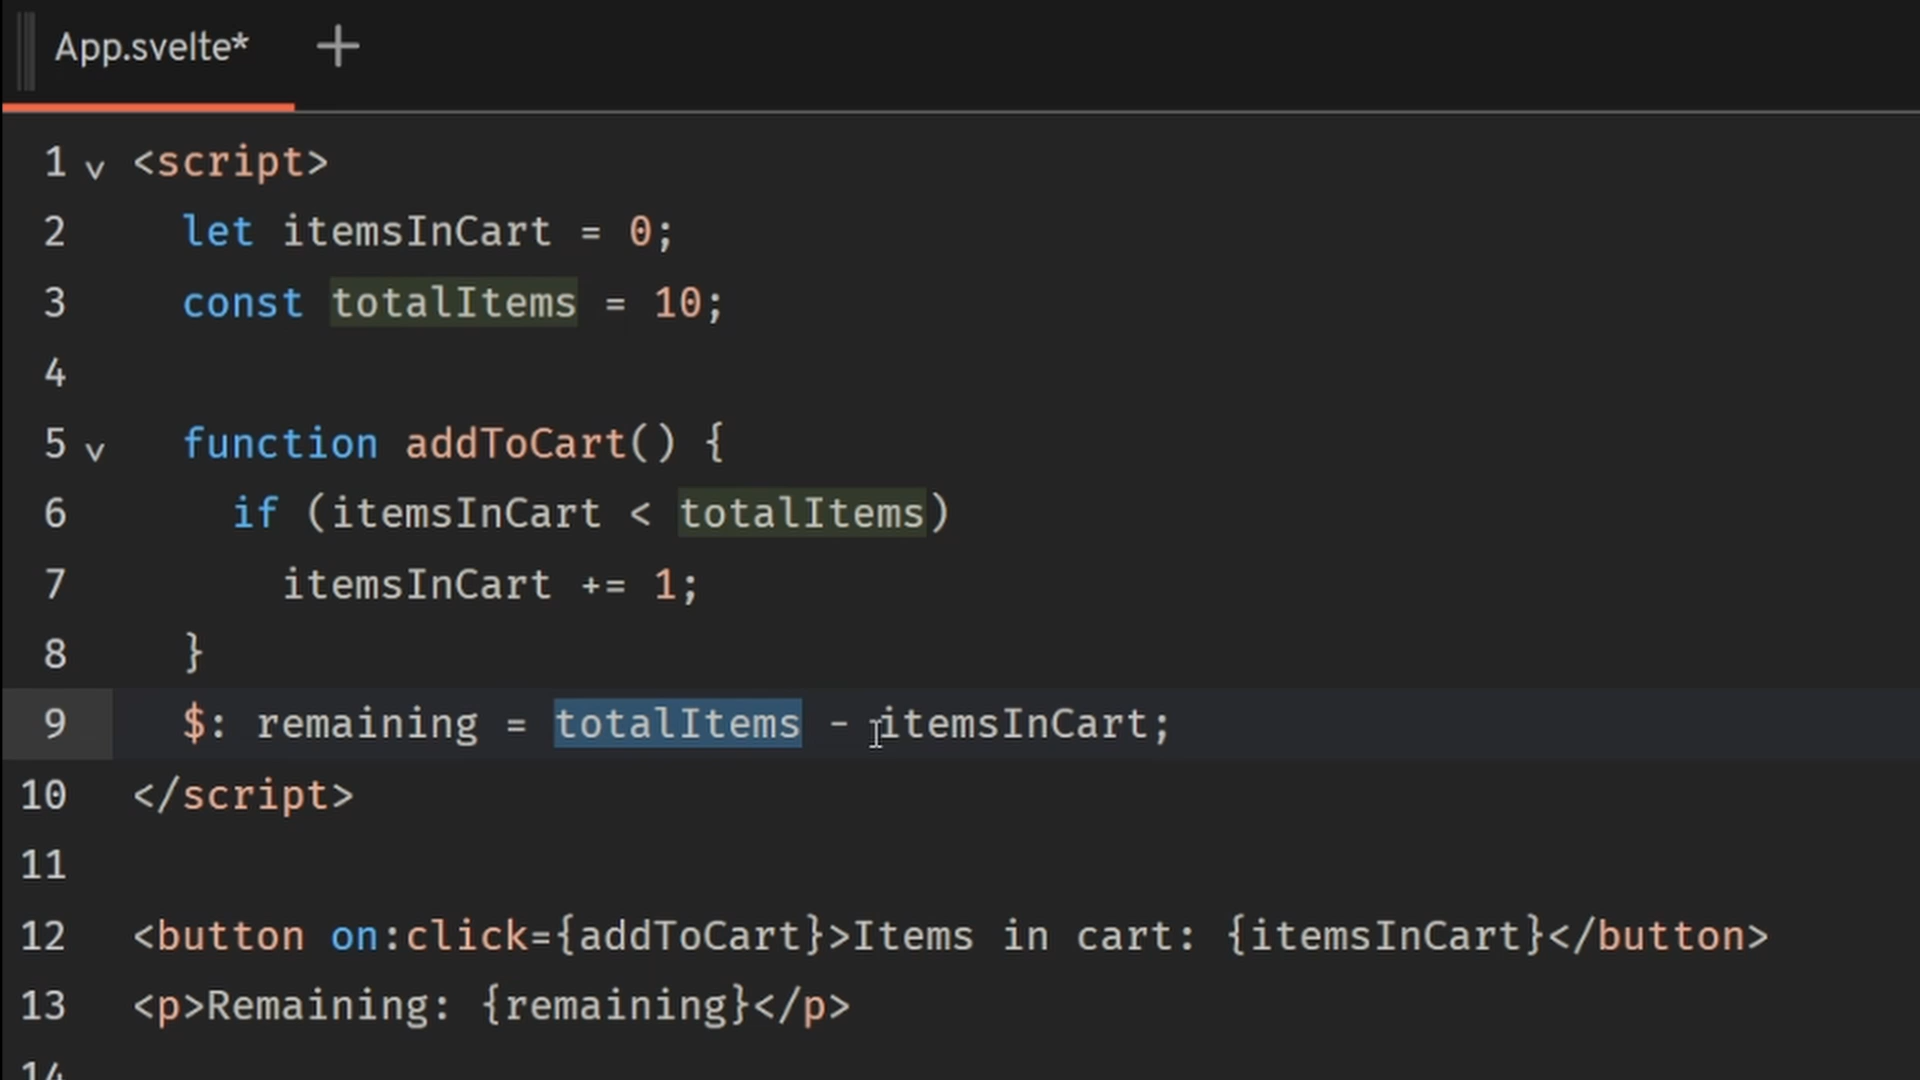 App.svelte* +
1 v <script>
2 let itemsInCart = 0;
3 const totalItems = 10;
4
5 v function addToCart() {
6 if (itemsInCart < totalItems)
7 itemsInCart += 1;
8 }
9 $: remaining = totalItems - itemsInCart;
10 </script>
11
12 <button on:click={addToCart}>Items in cart: {itemsInCart}</button>
13 <p>Remaining: {remaining}</p>
14